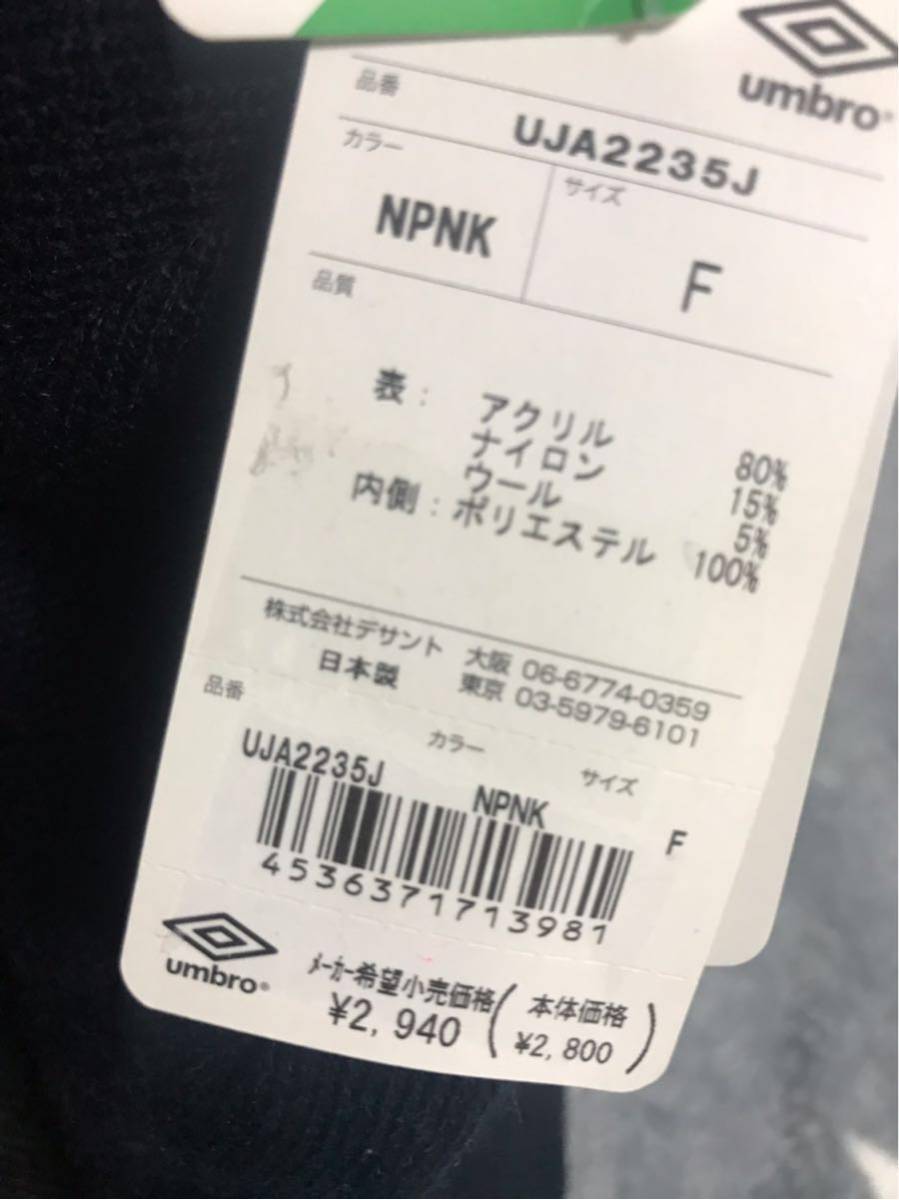 umbro
品番
UJA2235J
カラー
サイズ
NPNK
F
品質
表: アクリル 80%
ナイロン 15%
ウール 5%
内側: ポリエステル 100%
株式会社デサント 大阪 06-6774-0359
日本製 東京 03-5979-6101
品番 カラー サイズ
UJA2235J NPNK F
4536371713981
umbro
メーカー希望小売価格 (本体価格
¥2,940 ¥2,800)